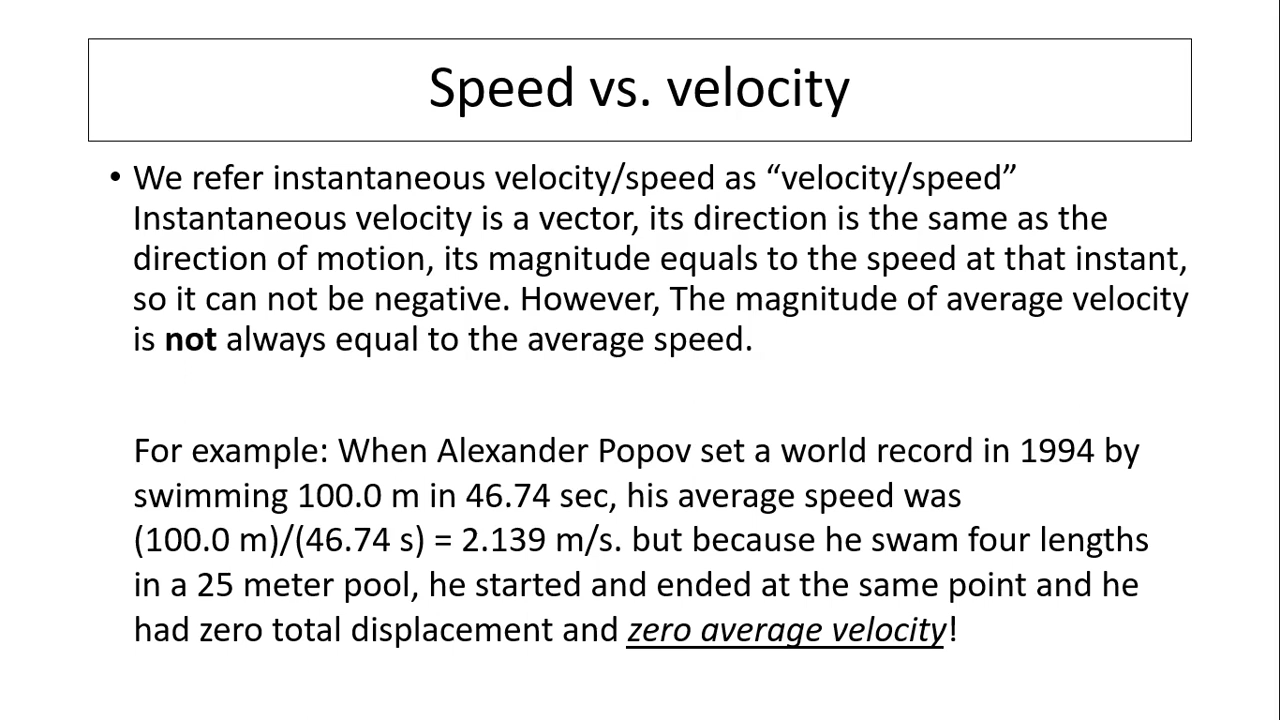 Speed vs. velocity
• We refer instantaneous velocity/speed as “velocity/speed”
Instantaneous velocity is a vector, its direction is the same as the
direction of motion, its magnitude equals to the speed at that instant,
so it can not be negative. However, The magnitude of average velocity
is not always equal to the average speed.
For example: When Alexander Popov set a world record in 1994 by
swimming 100.0 m in 46.74 sec, his average speed was
(100.0 m)/(46.74 s) = 2.139 m/s. but because he swam four lengths
in a 25 meter pool, he started and ended at the same point and he
had zero total displacement and zero average velocity!